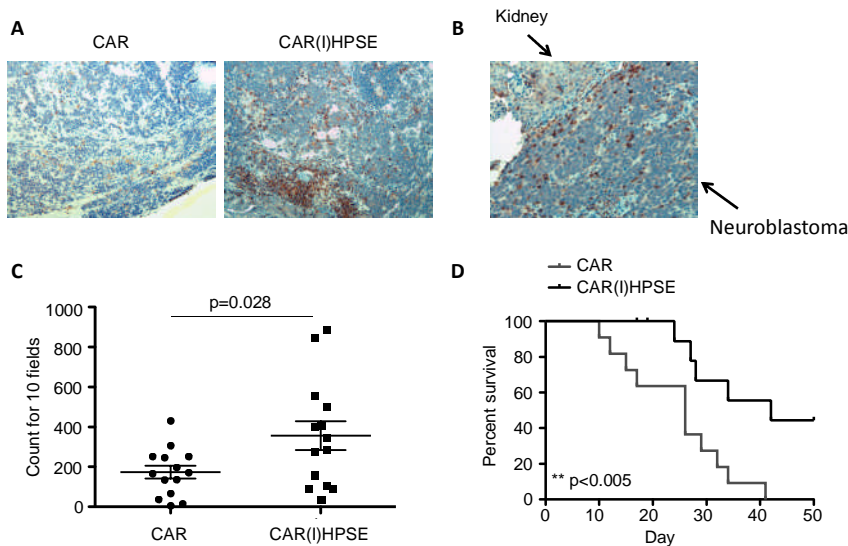 A
CAR
CAR(I)HPSE
B
Kidney
Neuroblastoma
C
p=0.028
1000
800
600
400
200
0
Count for 10 fields
CAR
CAR(I)HPSE
D
CAR
CAR(I)HPSE
100
80
60
40
20
0
Percent survival
** p<0.005
0 10 20 30 40 50
Day